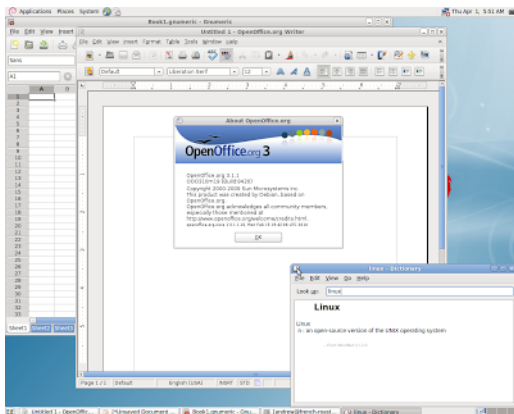 Applications Places System
Thu Apr 1, 5:51 AM
Book1.gnumeric - Gnumeric
File Edit View Insert
Sans
A1
A B
Sheet1 Sheet2 Sheet3
Untitled 1 - OpenOffice.org Writer
File Edit View Insert Format Table Tools Window Help
Default
Liberation Serif
12
About OpenOffice.org
OpenOffice.org 3
OpenOffice.org 3.1.1
Copyright 2000-2009 Sun Microsystems Inc.
This product was created by Debian, based on
OpenOffice.org.
OpenOffice.org acknowledges all community members,
especially those mentioned at
http://www.openoffice.org/welcome/credits.html.
OK
Page 1 / 1 Default English (USA) INSRT STD
linux - Dictionary
File Edit View Go Help
Look up: linux
Linux
Linux
n : an open-source version of the UNIX operating system
Untitled 1 - OpenOffic...
[*Unsaved Document ...
Book1.gnumeric - Gnu...
linux - Dictionary